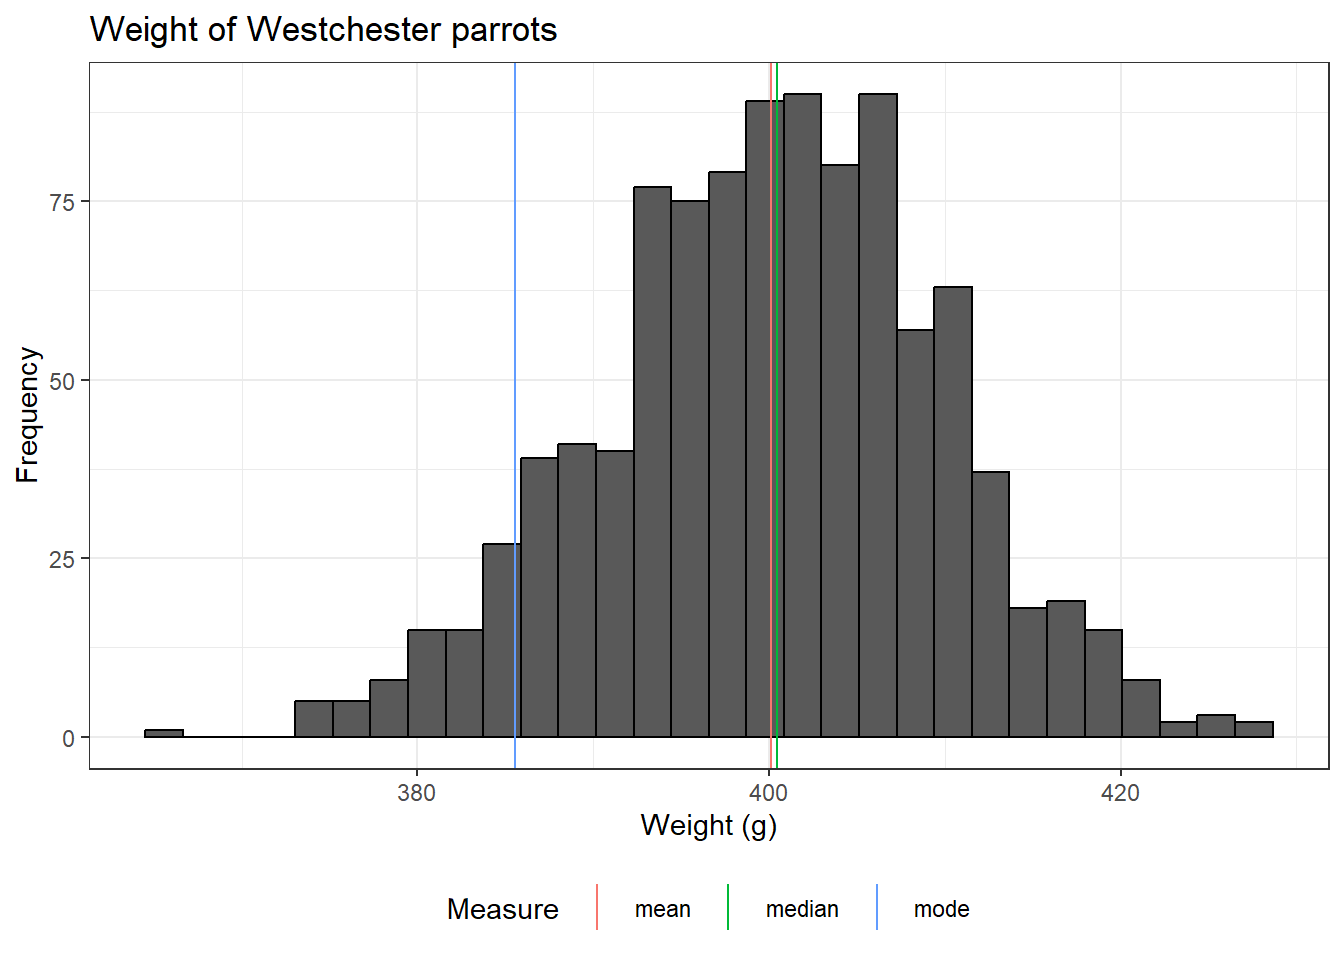 Weight of Westchester parrots
Frequency
75
50
25
0
380 400 420
Weight (g)
Measure mean median mode